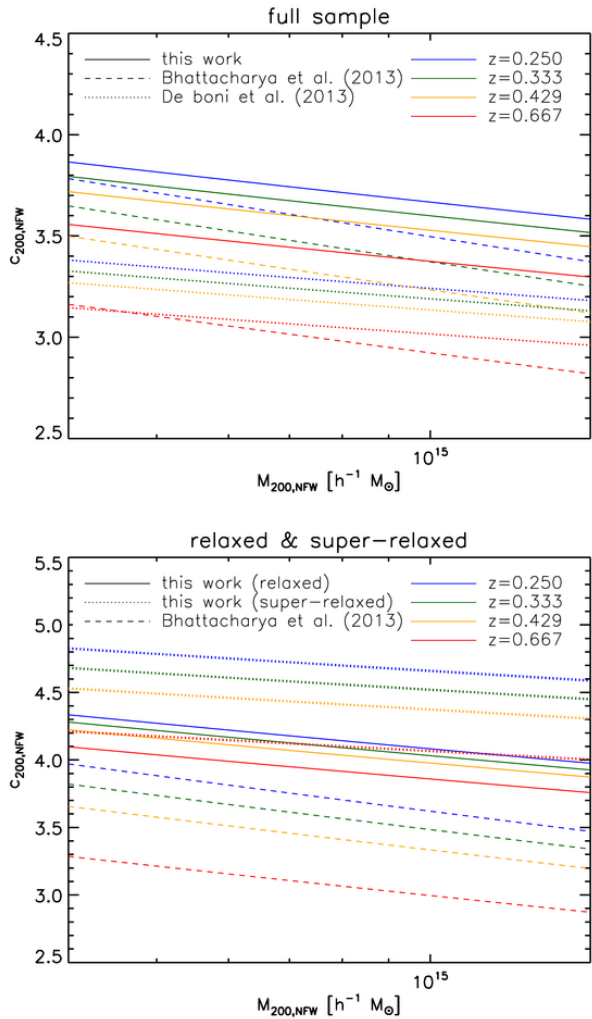 full sample
4.5
this work
Bhattacharya et al. (2013)
De boni et al. (2013)
z=0.250
z=0.333
z=0.429
z=0.667
4.0
3.5
3.0
2.5
c200,NFW
10^15
M200,NFW [h^-1 M⊙]
relaxed & super-relaxed
5.5
this work (relaxed)
this work (super-relaxed)
Bhattacharya et al. (2013)
z=0.250
z=0.333
z=0.429
z=0.667
5.0
4.5
4.0
3.5
3.0
2.5
c200,NFW
10^15
M200,NFW [h^-1 M⊙]